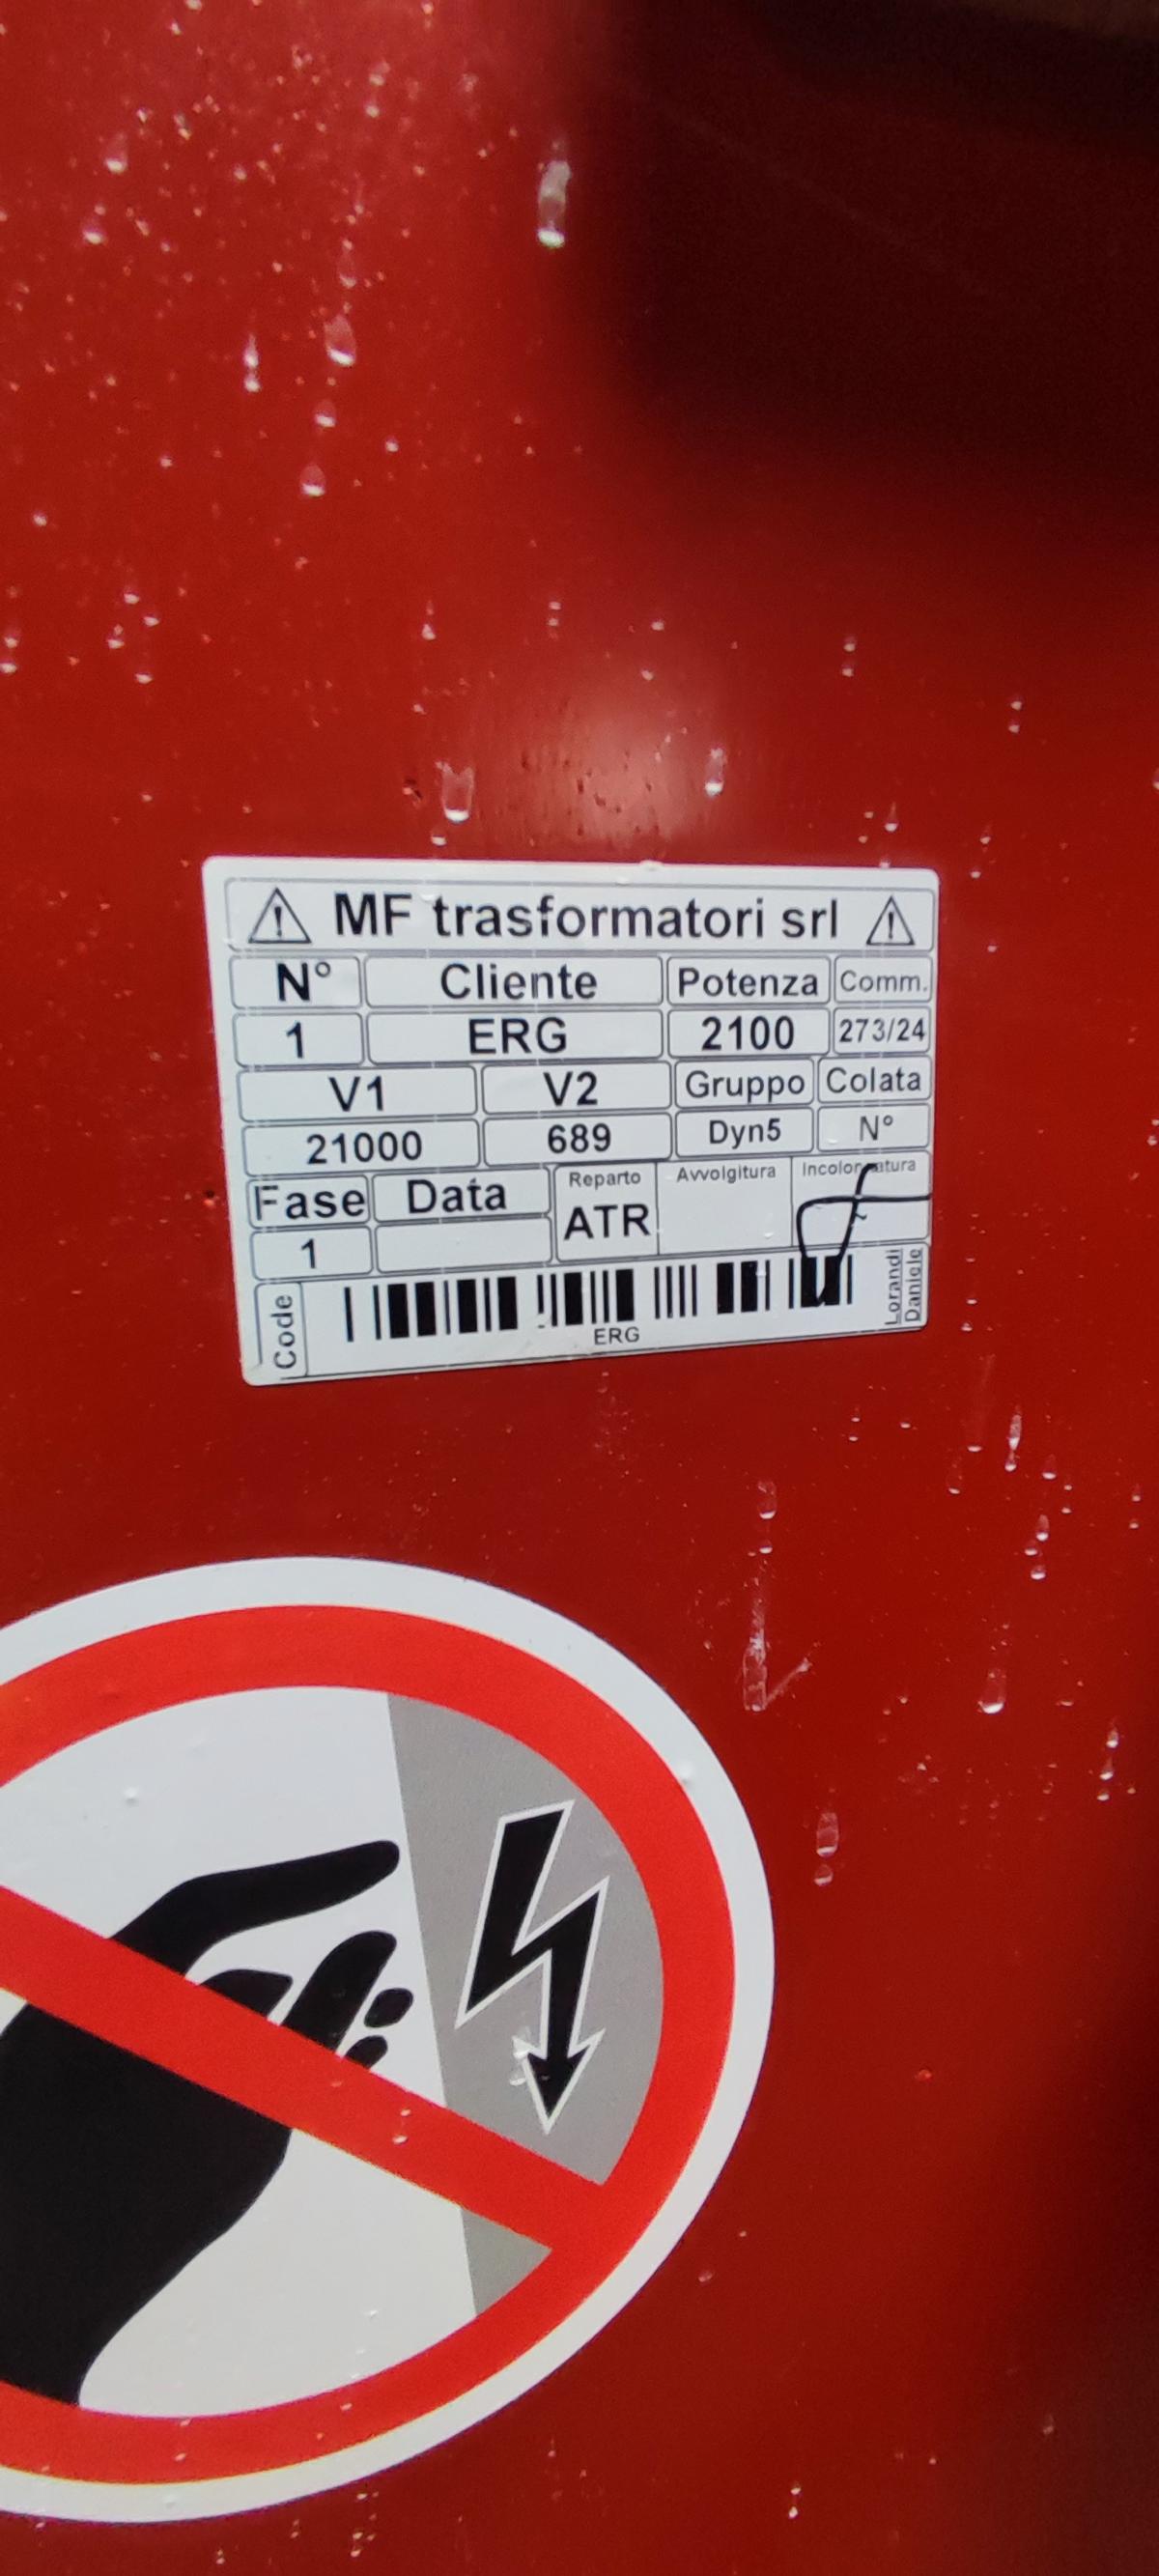 MF trasformatori srl
N° Cliente Potenza Comm.
1 ERG 2100 273/24
V1 V2 Gruppo Colata
21000 689 Dyn5 N°
Fase Data Reparto Avvolgitura
1 ATR
Code
ERG
Lorandi
Daniele